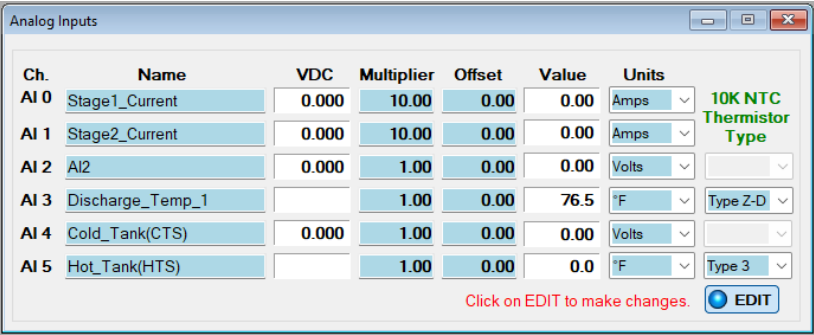 Analog Inputs
Ch. Name VDC Multiplier Offset Value Units
10K NTC
Thermistor
Type
AI 0 Stage1_Current 0.000 10.00 0.00 0.00 Amps
AI 1 Stage2_Current 0.000 10.00 0.00 0.00 Amps
AI 2 AI2 0.000 1.00 0.00 0.00 Volts
AI 3 Discharge_Temp_1 1.00 0.00 76.5 °F Type Z-D
AI 4 Cold_Tank(CTS) 0.000 1.00 0.00 0.00 Volts
AI 5 Hot_Tank(HTS) 1.00 0.00 0.0 °F Type 3
Click on EDIT to make changes. EDIT